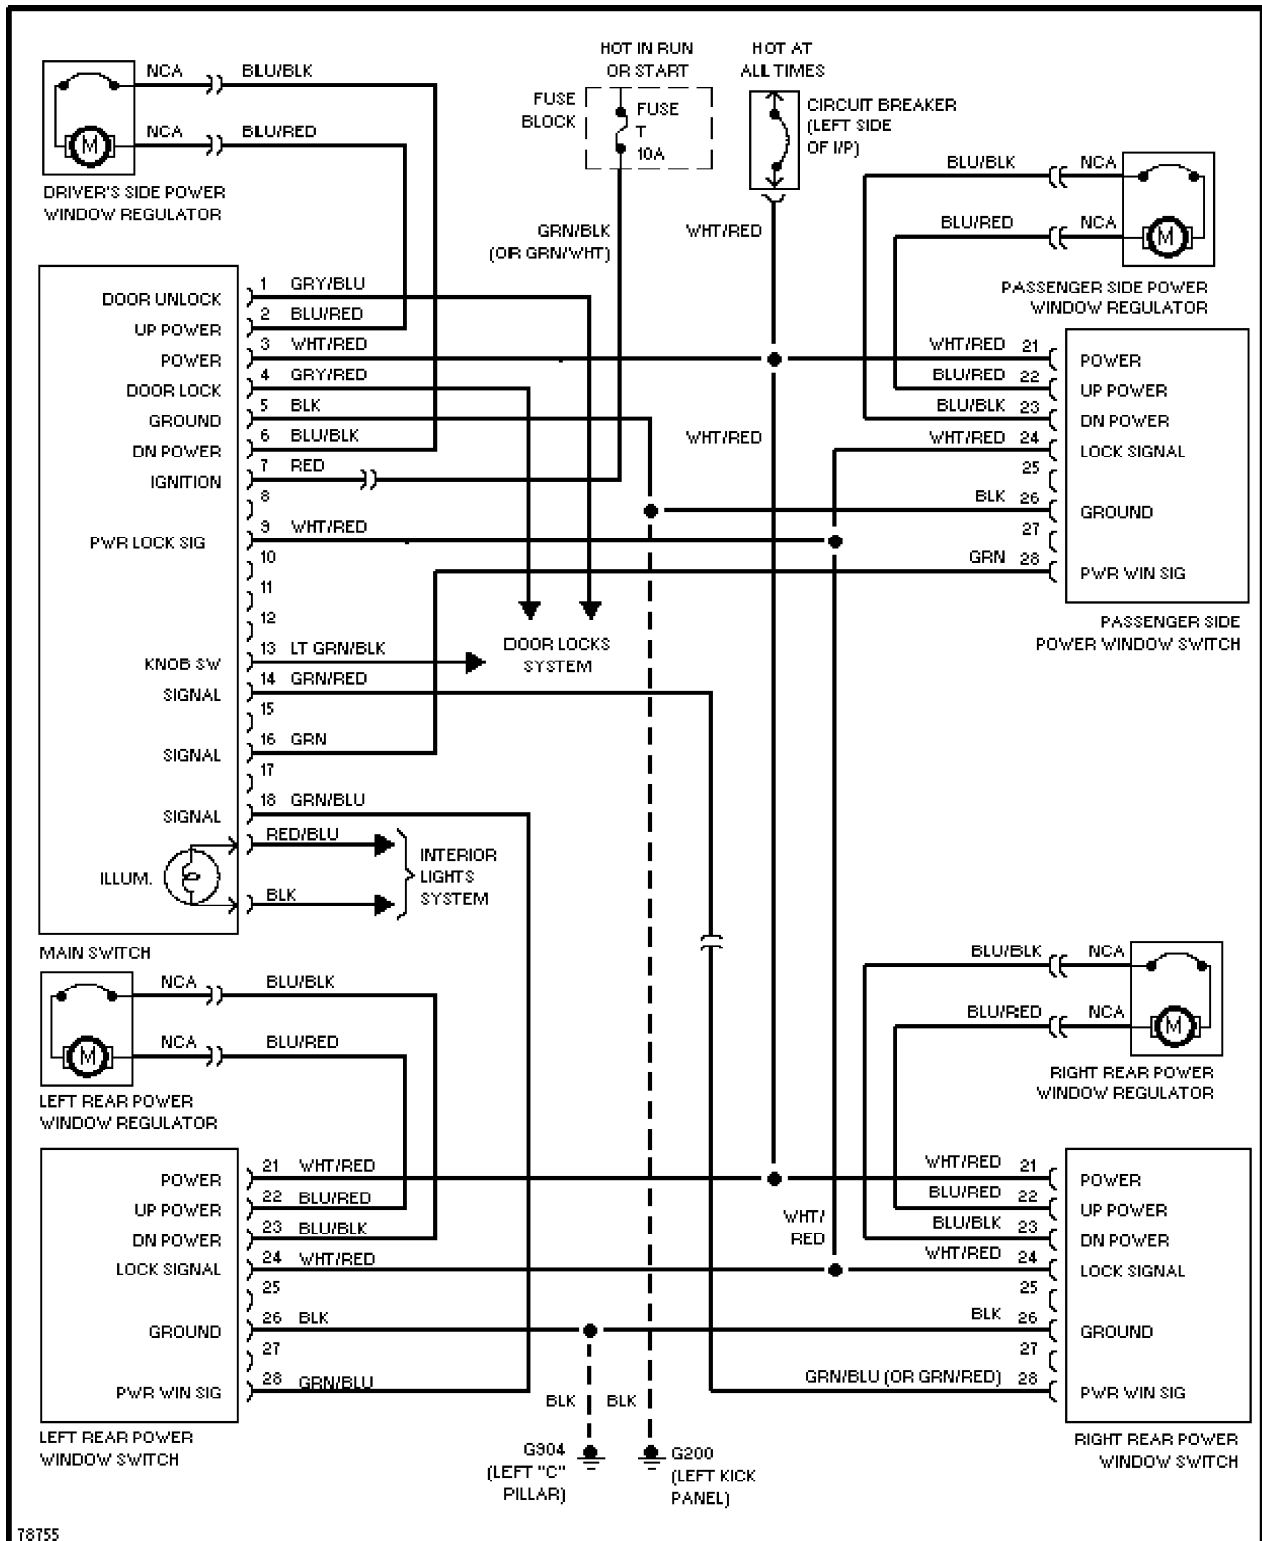 HOT IN RUN
OR START
HOT AT
ALL TIMES
FUSE
BLOCK
FUSE
T
10A
CIRCUIT BREAKER
(LEFT SIDE
OF I/P)
NCA BLU/BLK
NCA BLU/RED
M
DRIVER'S SIDE POWER
WINDOW REGULATOR
GRN/BLK
(OR GRN/WHT)
WHT/RED
BLU/BLK NCA
BLU/RED NCA
M
PASSENGER SIDE POWER
WINDOW REGULATOR
DOOR UNLOCK 1 GRY/BLU
UP POWER 2 BLU/RED
POWER 3 WHT/RED
DOOR LOCK 4 GRY/RED
GROUND 5 BLK
DN POWER 6 BLU/BLK
IGNITION 7 RED
8
PWR LOCK SIG 9 WHT/RED
10
11
12
KNOB SW 13 LT GRN/BLK
SIGNAL 14 GRN/RED
15
SIGNAL 16 GRN
17
SIGNAL 18 GRN/BLU
RED/BLU
ILLUM.
BLK
MAIN SWITCH
INTERIOR
LIGHTS
SYSTEM
DOOR LOCKS
SYSTEM
WHT/RED
WHT/RED 21 POWER
BLU/RED 22 UP POWER
BLU/BLK 23 DN POWER
WHT/RED 24 LOCK SIGNAL
25
BLK 26 GROUND
27
GRN 28 PWR WIN SIG
PASSENGER SIDE
POWER WINDOW SWITCH
NCA BLU/BLK
NCA BLU/RED
M
LEFT REAR POWER
WINDOW REGULATOR
BLU/BLK NCA
BLU/RED NCA
M
RIGHT REAR POWER
WINDOW REGULATOR
POWER 21 WHT/RED
UP POWER 22 BLU/RED
DN POWER 23 BLU/BLK
LOCK SIGNAL 24 WHT/RED
25
GROUND 26 BLK
27
PWR WIN SIG 28 GRN/BLU
LEFT REAR POWER
WINDOW SWITCH
WHT/
RED
WHT/RED 21 POWER
BLU/RED 22 UP POWER
BLU/BLK 23 DN POWER
WHT/RED 24 LOCK SIGNAL
25
BLK 26 GROUND
27
GRN/BLU (OR GRN/RED) 28 PWR WIN SIG
RIGHT REAR POWER
WINDOW SWITCH
BLK BLK
G304
(LEFT "C"
PILLAR)
G200
(LEFT KICK
PANEL)
78755